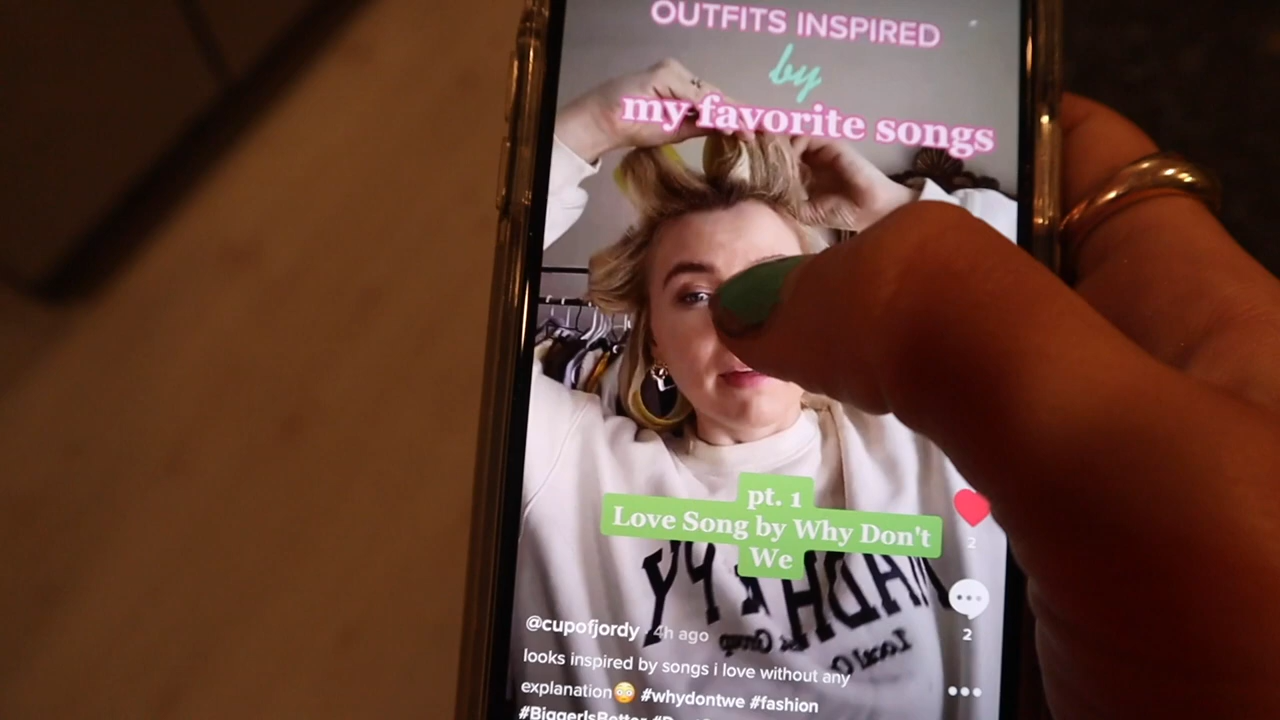 OUTFITS INSPIRED
by
my favorite songs
pt. 1
Love Song by Why Don't
We
2
2
@cupofjordy 4h ago
looks inspired by songs i love without any
explanation😳 #whydontwe #fashion
#BiggerIsBetter